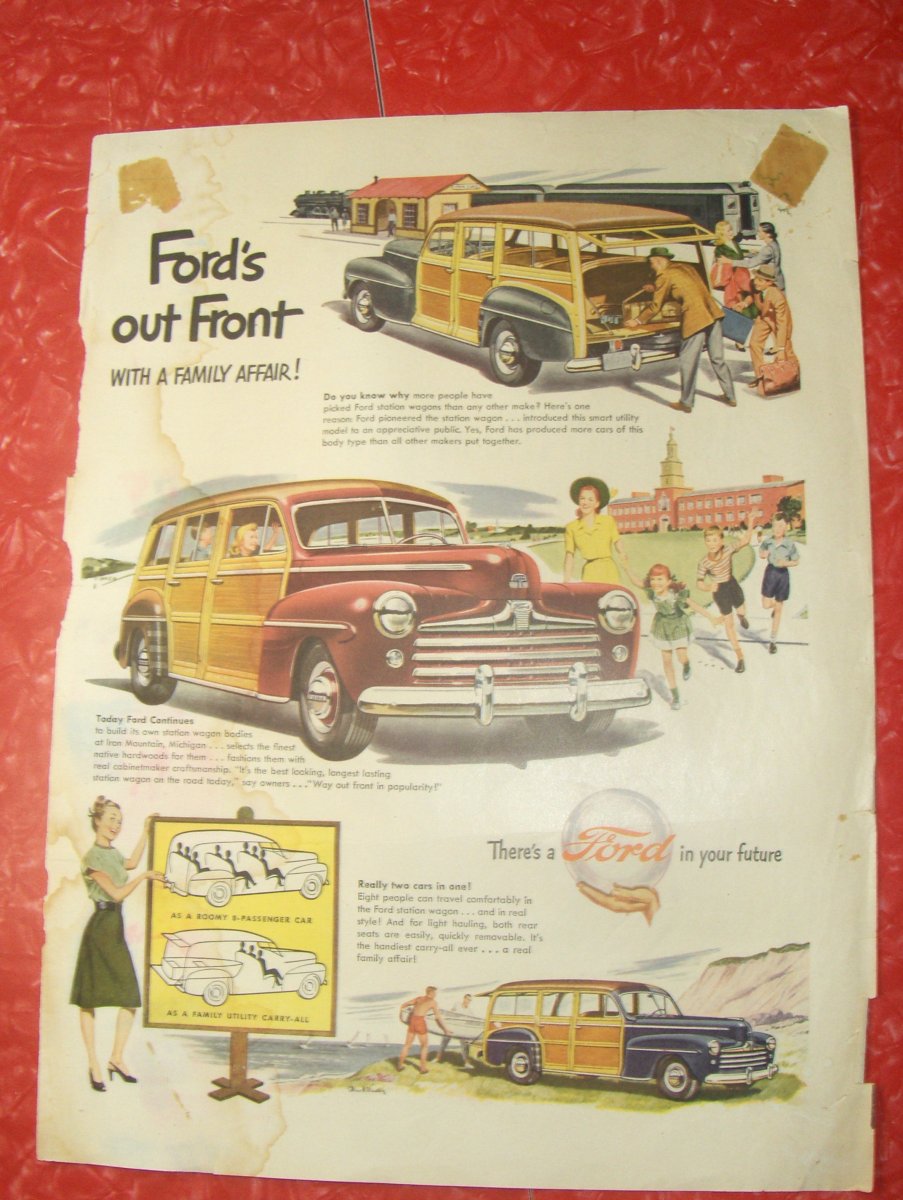 Ford's
out Front
WITH A FAMILY AFFAIR!
Do you know why more people have
picked Ford station wagons than any other make? Here's one
reason: Ford pioneered the station wagon . . . introduced this smart utility
model to an appreciative public. Yes, Ford has produced more cars of this
body type than all other makers put together.
Ford
Today Ford Continues
to build its own station wagon bodies
at Iron Mountain, Michigan . . . selects the finest
native hardwoods for them . . . fashions them with
real cabinetmaker craftsmanship. "It's the best looking, longest lasting
station wagon on the road today," say owners . . . "Way out front in popularity!"
There's a Ford in your future
AS A ROOMY 8-PASSENGER CAR
AS A FAMILY UTILITY CARRY-ALL
Really two cars in one!
Eight people can travel comfortably in
the Ford station wagon . . . and in real
style! And for light hauling, both rear
seats are easily, quickly removable. It's
the handiest carry-all ever . . . a real
family affair!